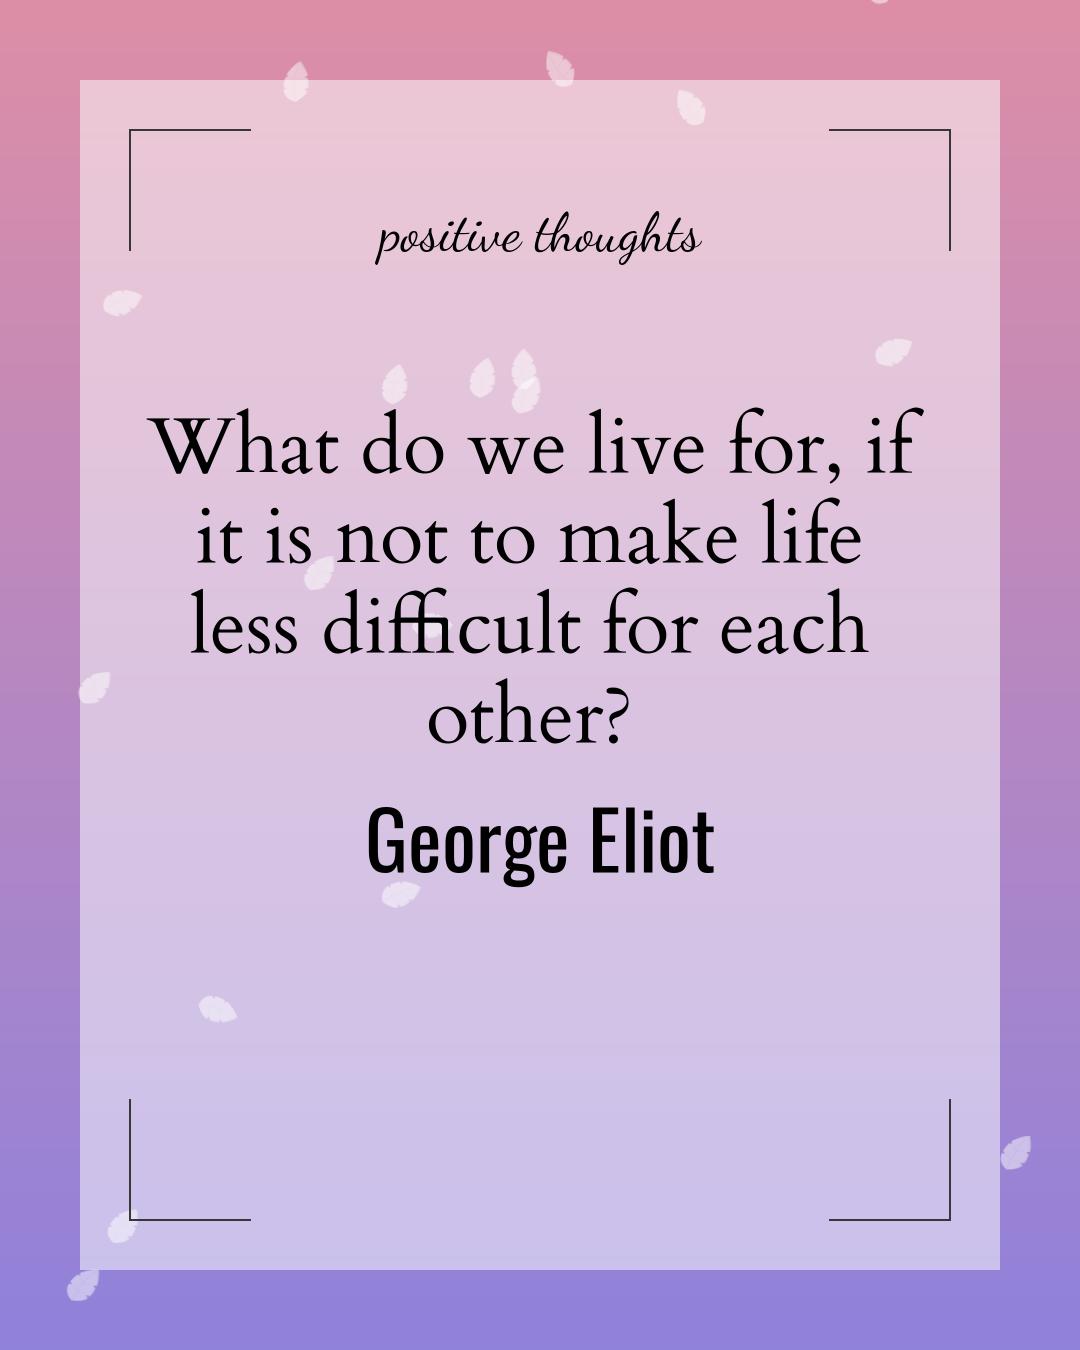 positive thoughts
What do we live for, if
it is not to make life
less difficult for each
other?
George Eliot